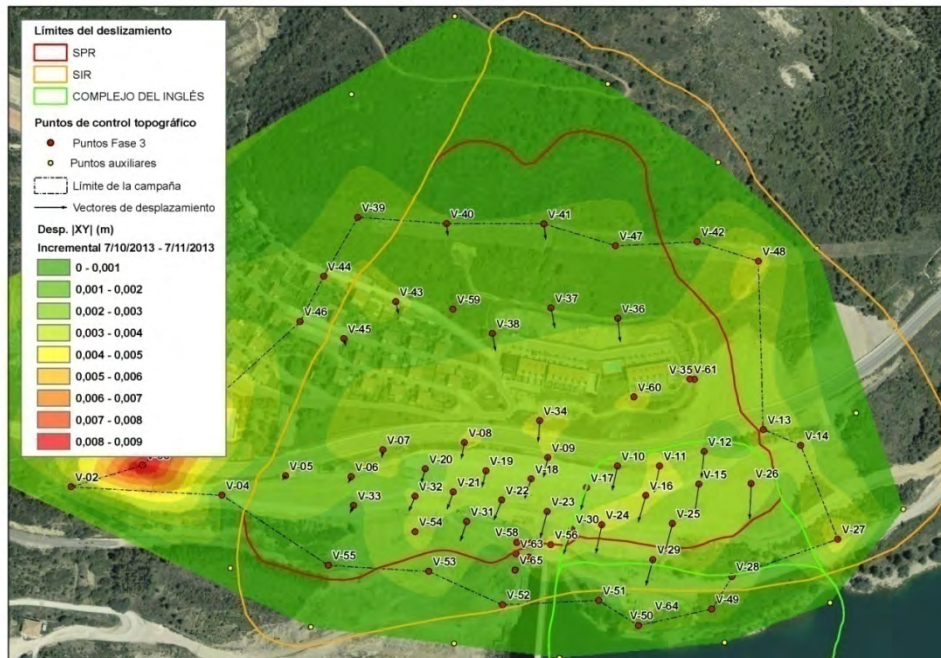 Límites del deslizamiento
SPR
SIR
COMPLEJO DEL INGLÉS
Puntos de control topográfico
Puntos Fase 3
Puntos auxiliares
Límite de la campaña
Vectores de desplazamiento
Desp. |XY| (m)
Incremental 7/10/2013 - 7/11/2013
0 - 0,001
0,001 - 0,002
0,002 - 0,003
0,003 - 0,004
0,004 - 0,005
0,005 - 0,006
0,006 - 0,007
0,007 - 0,008
0,008 - 0,009
V-39
V-40
V-41
V-47
V-42
V-48
V-44
V-46
V-45
V-43
V-59
V-38
V-37
V-36
V-35
V-61
V-60
V-34
V-13
V-14
V-07
V-08
V-09
V-12
V-02
V-05
V-06
V-20
V-19
V-18
V-10
V-11
V-04
V-33
V-32
V-21
V-22
V-17
V-16
V-15
V-26
V-54
V-31
V-23
V-30
V-24
V-25
V-27
V-58
V-63
V-56
V-65
V-29
V-28
V-55
V-53
V-52
V-51
V-50
V-64
V-49